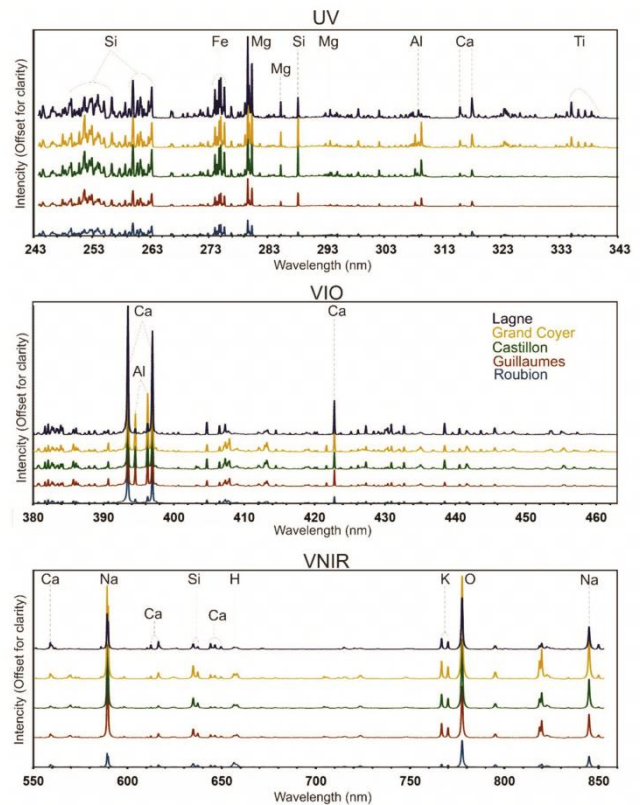 UV
Si Fe Mg Si Mg Al Ca Ti
Mg
Intencity (Offset for clarity)
243 253 263 273 283 293 303 313 323 333 343
Wavelength (nm)
VIO
Ca Ca
Al
Lagne
Grand Coyer
Castillon
Guillaumes
Roubion
Intencity (Offset for clarity)
380 390 400 410 420 430 440 450 460
Wavelength (nm)
VNIR
Ca Na Si H K O Na
Ca Ca
Intencity (Offset for clarity)
550 600 650 700 750 800 850
Wavelength (nm)